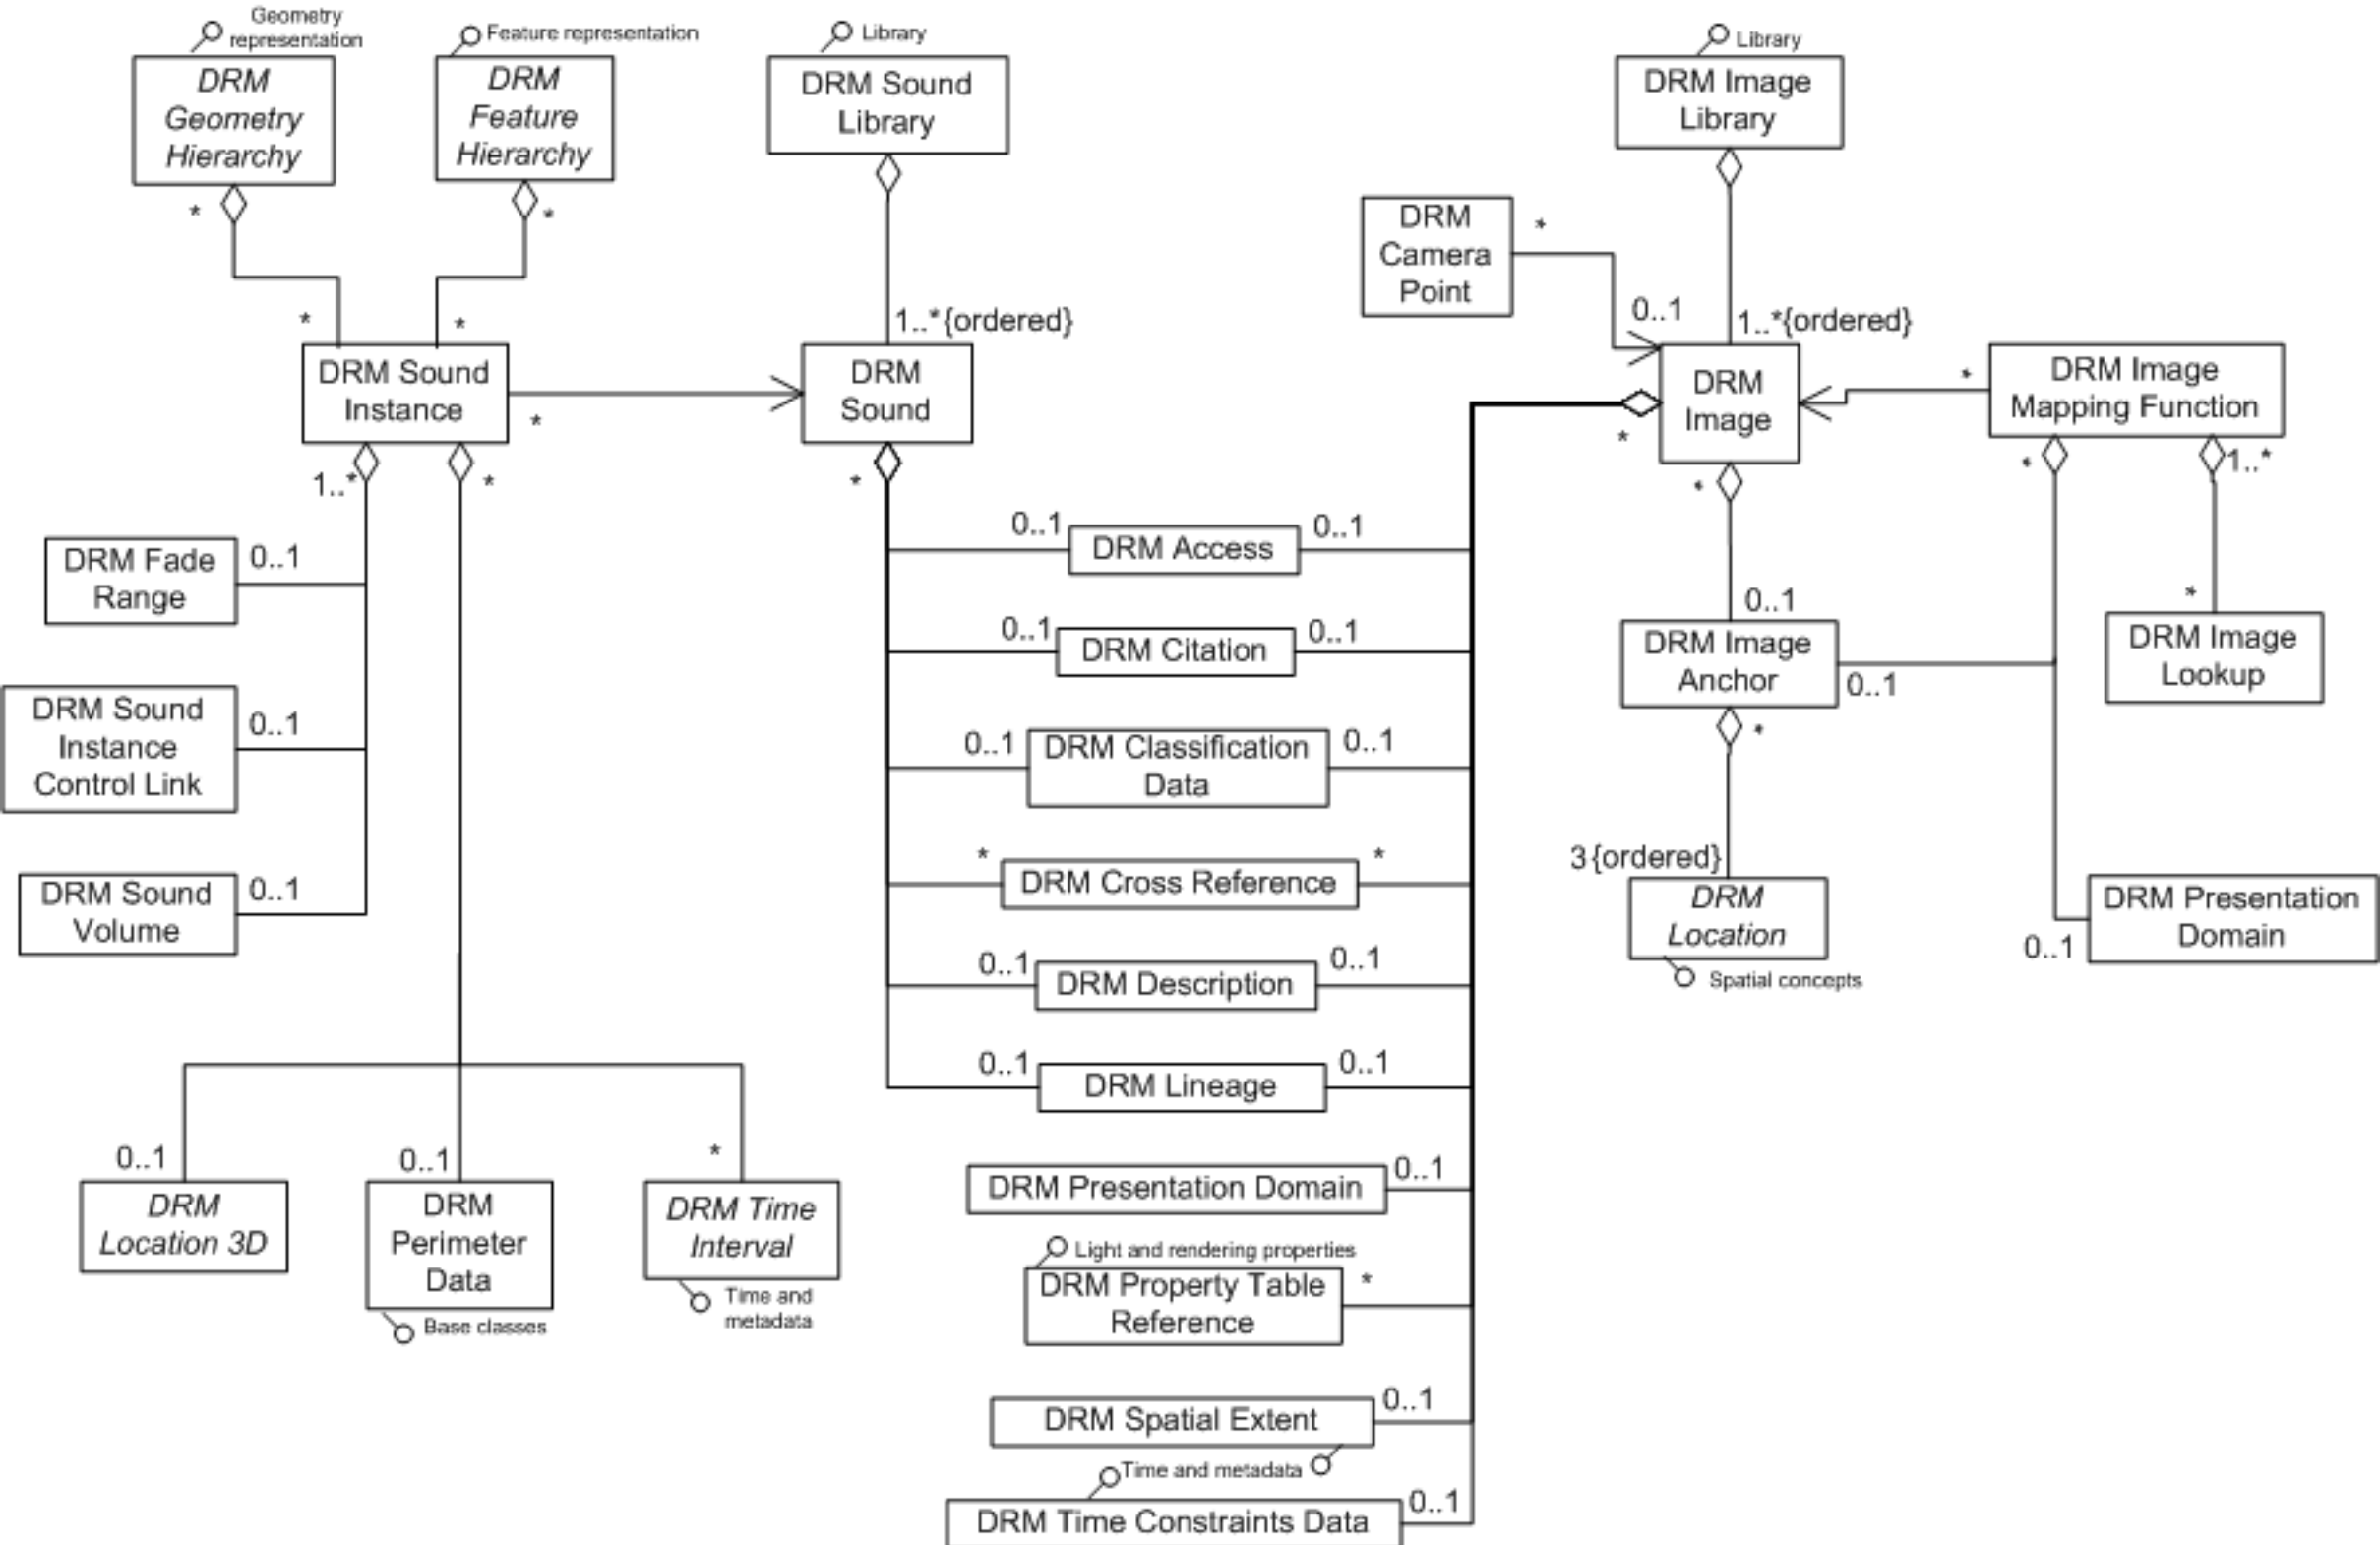 Geometry
representation
Feature representation
Library
Library
DRM
Geometry
Hierarchy
DRM
Feature
Hierarchy
DRM Sound
Library
DRM Image
Library
*
*
DRM
Camera
Point
*
*
*
1..*{ordered}
0..1
1..*{ordered}
DRM Sound
Instance
*
DRM
Sound
DRM
Image
*
DRM Image
Mapping Function
1..*
*
*
*
*
*
1..*
DRM Fade
Range
0..1
0..1
DRM Access
0..1
0..1
*
DRM Sound
Instance
Control Link
0..1
0..1
DRM Citation
0..1
DRM Image
Anchor
0..1
DRM Image
Lookup
0..1
DRM Classification
Data
0..1
*
DRM Sound
Volume
0..1
*
DRM Cross Reference
*
3{ordered}
DRM
Location
Spatial concepts
DRM Presentation
Domain
0..1
0..1
DRM Description
0..1
0..1
DRM Lineage
0..1
0..1
0..1
*
DRM
Location 3D
DRM
Perimeter
Data
Base classes
DRM Time
Interval
Time and
metadata
DRM Presentation Domain
0..1
Light and rendering properties
DRM Property Table
Reference
*
DRM Spatial Extent
0..1
Time and metadata
DRM Time Constraints Data
0..1